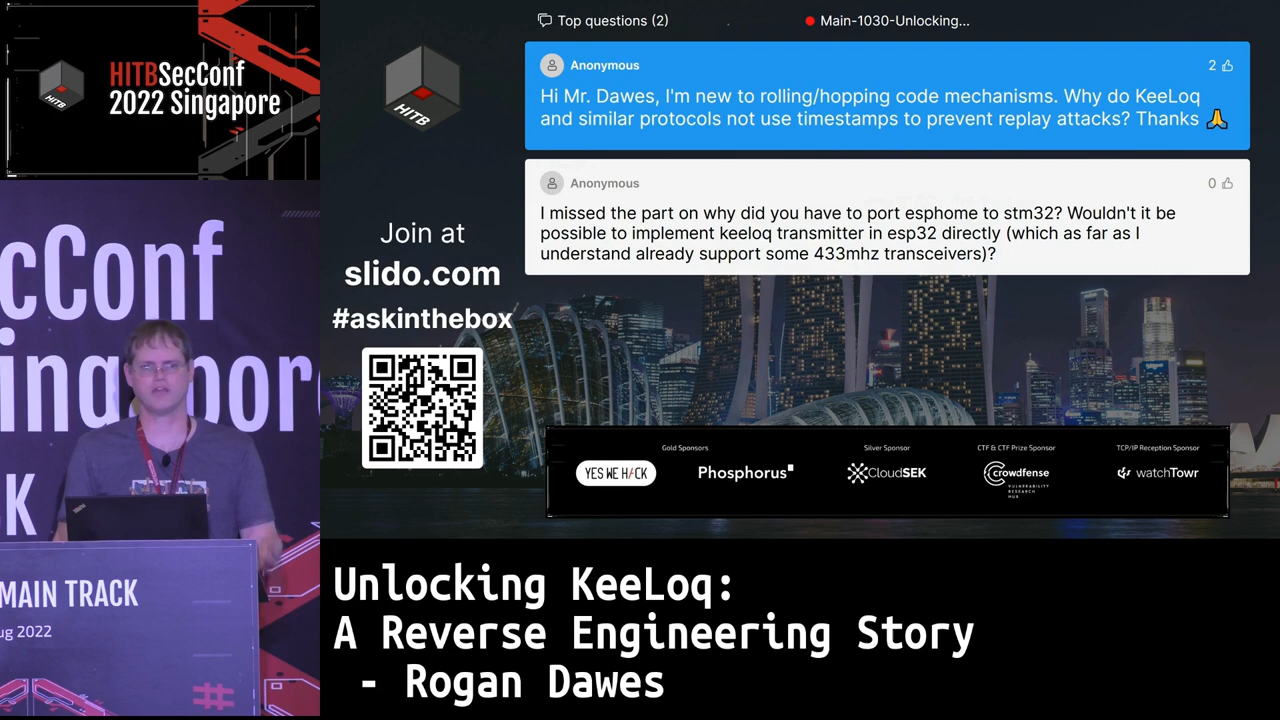 HITBSecConf
2022 Singapore
HITB
cConf
ingapor
K
MAIN TRACK
ug 2022
#
Top questions (2)
Main-1030-Unlocking...
HITB
Anonymous
2
Hi Mr. Dawes, I'm new to rolling/hopping code mechanisms. Why do KeeLoq
and similar protocols not use timestamps to prevent replay attacks? Thanks 🙏
Anonymous
0
I missed the part on why did you have to port esphome to stm32? Wouldn't it be
possible to implement keeloq transmitter in esp32 directly (which as far as I
understand already support some 433mhz transceivers)?
Join at
slido.com
#askinthebox
Gold Sponsors
YES WE H/CK
Phosphorus
Silver Sponsor
CloudSEK
CTF & CTF Prize Sponsor
crowdfense
VULNERABILITY
RESEARCH
HUB
TCP/IP Reception Sponsor
watchTowr
Unlocking KeeLoq:
A Reverse Engineering Story
- Rogan Dawes